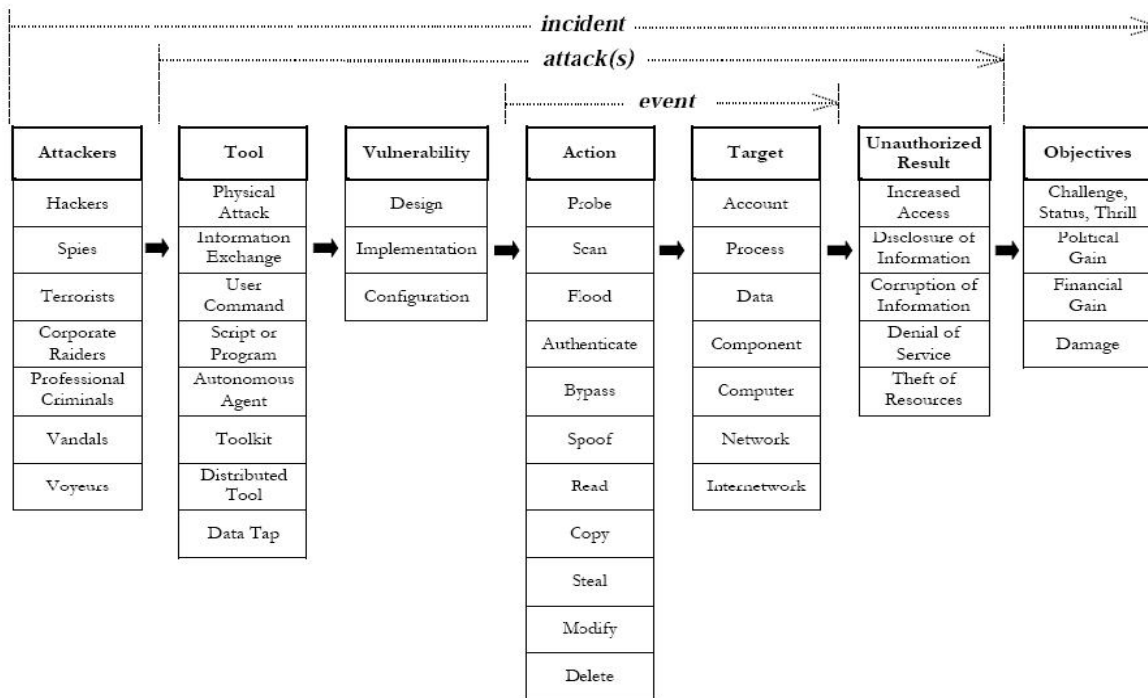 incident
attack(s)
event
Attackers
Hackers
Spies
Terrorists
Corporate
Raiders
Professional
Criminals
Vandals
Voyeurs
Tool
Physical
Attack
Information
Exchange
User
Command
Script or
Program
Autonomous
Agent
Toolkit
Distributed
Tool
Data Tap
Vulnerability
Design
Implementation
Configuration
Action
Probe
Scan
Flood
Authenticate
Bypass
Spoof
Read
Copy
Steal
Modify
Delete
Target
Account
Process
Data
Component
Computer
Network
Internetwork
Unauthorized
Result
Increased
Access
Disclosure of
Information
Corruption of
Information
Denial of
Service
Theft of
Resources
Objectives
Challenge,
Status, Thrill
Political
Gain
Financial
Gain
Damage